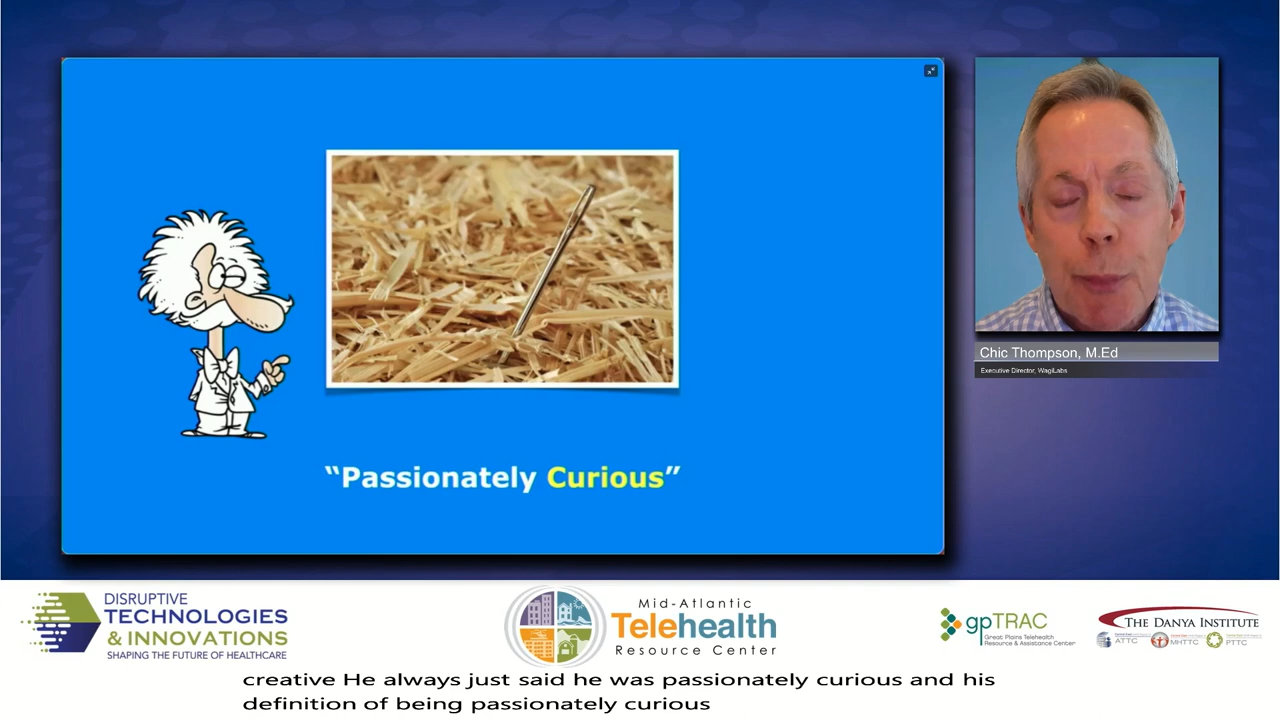 “Passionately Curious”
Chic Thompson, M.Ed
Executive Director, WagiLabs
DISRUPTIVE
TECHNOLOGIES
& INNOVATIONS
SHAPING THE FUTURE OF HEALTHCARE
Mid-Atlantic
Telehealth
Resource Center
gpTRAC
Great Plains Telehealth
Resource & Assistance Center
THE DANYA INSTITUTE
ATTC
MHTTC
PTTC
creative He always just said he was passionately curious and his
definition of being passionately curious